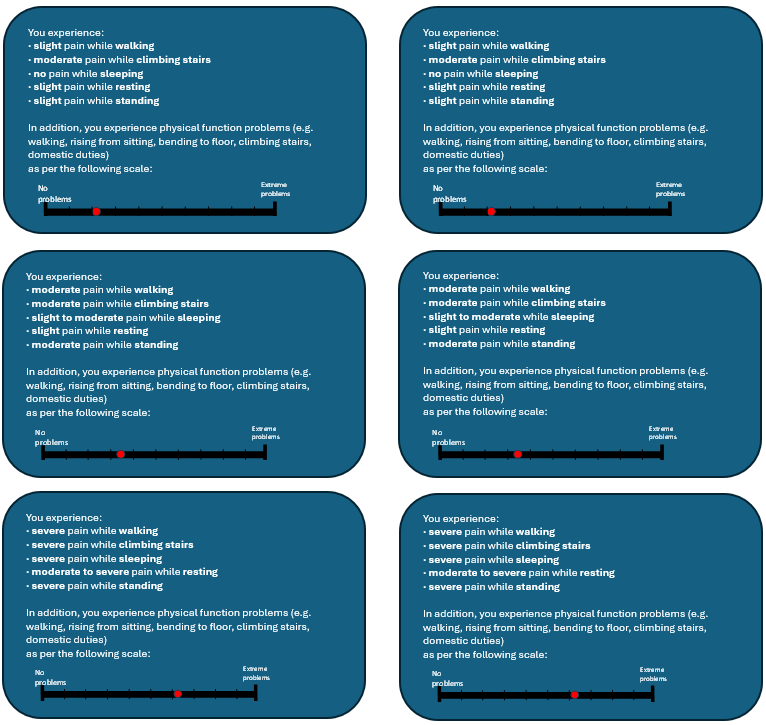 You experience:
• slight pain while walking
• moderate pain while climbing stairs
• no pain while sleeping
• slight pain while resting
• slight pain while standing
In addition, you experience physical function problems (e.g.
walking, rising from sitting, bending to floor, climbing stairs,
domestic duties)
as per the following scale:
No
problems
Extreme
problems
You experience:
• slight pain while walking
• moderate pain while climbing stairs
• no pain while sleeping
• slight pain while resting
• slight pain while standing
In addition, you experience physical function problems (e.g.
walking, rising from sitting, bending to floor, climbing stairs,
domestic duties)
as per the following scale:
No
problems
Extreme
problems
You experience:
• moderate pain while walking
• moderate pain while climbing stairs
• slight to moderate pain while sleeping
• slight pain while resting
• moderate pain while standing
In addition, you experience physical function problems (e.g.
walking, rising from sitting, bending to floor, climbing stairs,
domestic duties)
as per the following scale:
No
problems
Extreme
problems
You experience:
• moderate pain while walking
• moderate pain while climbing stairs
• slight to moderate while sleeping
• slight pain while resting
• moderate pain while standing
In addition, you experience physical function problems (e.g.
walking, rising from sitting, bending to floor, climbing stairs,
domestic duties)
as per the following scale:
No
problems
Extreme
problems
You experience:
• severe pain while walking
• severe pain while climbing stairs
• severe pain while sleeping
• moderate to severe pain while resting
• severe pain while standing
In addition, you experience physical function problems (e.g.
walking, rising from sitting, bending to floor, climbing stairs,
domestic duties)
as per the following scale:
No
problems
Extreme
problems
You experience:
• severe pain while walking
• severe pain while climbing stairs
• severe pain while sleeping
• moderate to severe pain while resting
• severe pain while standing
In addition, you experience physical function problems (e.g.
walking, rising from sitting, bending to floor, climbing stairs,
domestic duties)
as per the following scale:
No
problems
Extreme
problems